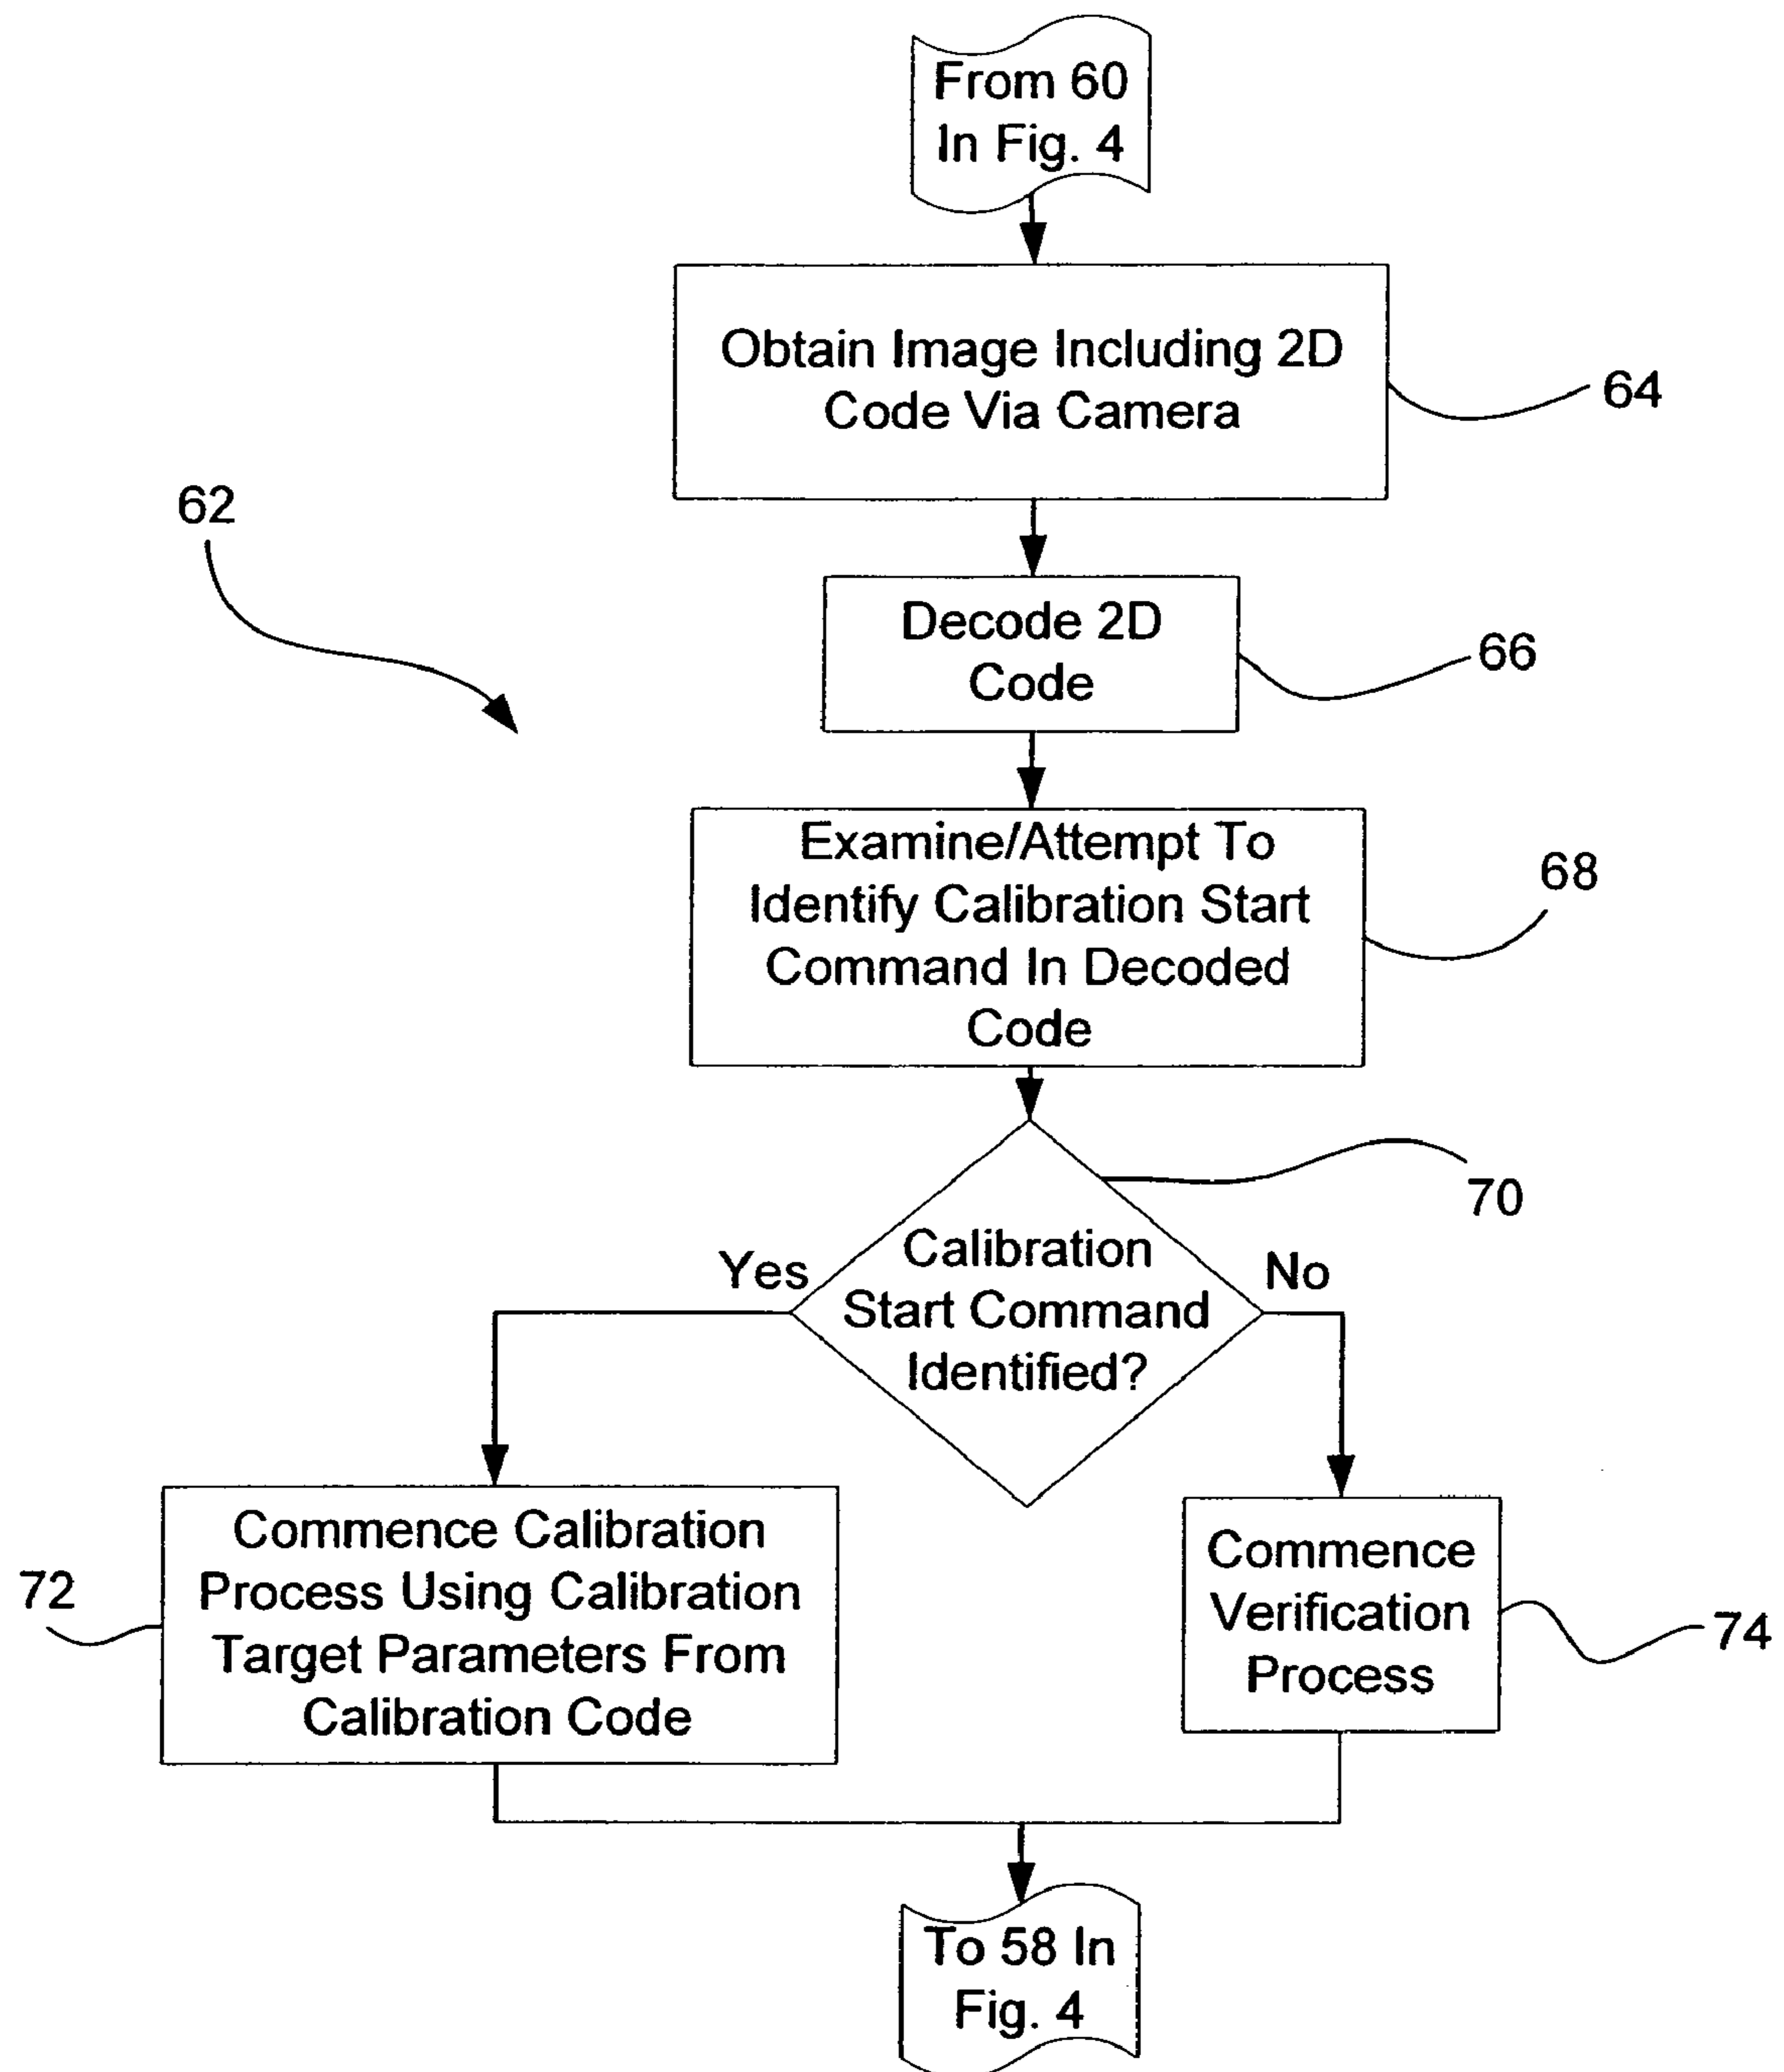 From 60
In Fig. 4
Obtain Image Including 2D
Code Via Camera
64
62
Decode 2D
Code
66
Examine/Attempt To
Identify Calibration Start
Command In Decoded
Code
68
70
Calibration
Start Command
Identified?
Yes
No
Commence Calibration
Process Using Calibration
Target Parameters From
Calibration Code
72
Commence
Verification
Process
74
To 58 In
Fig. 4